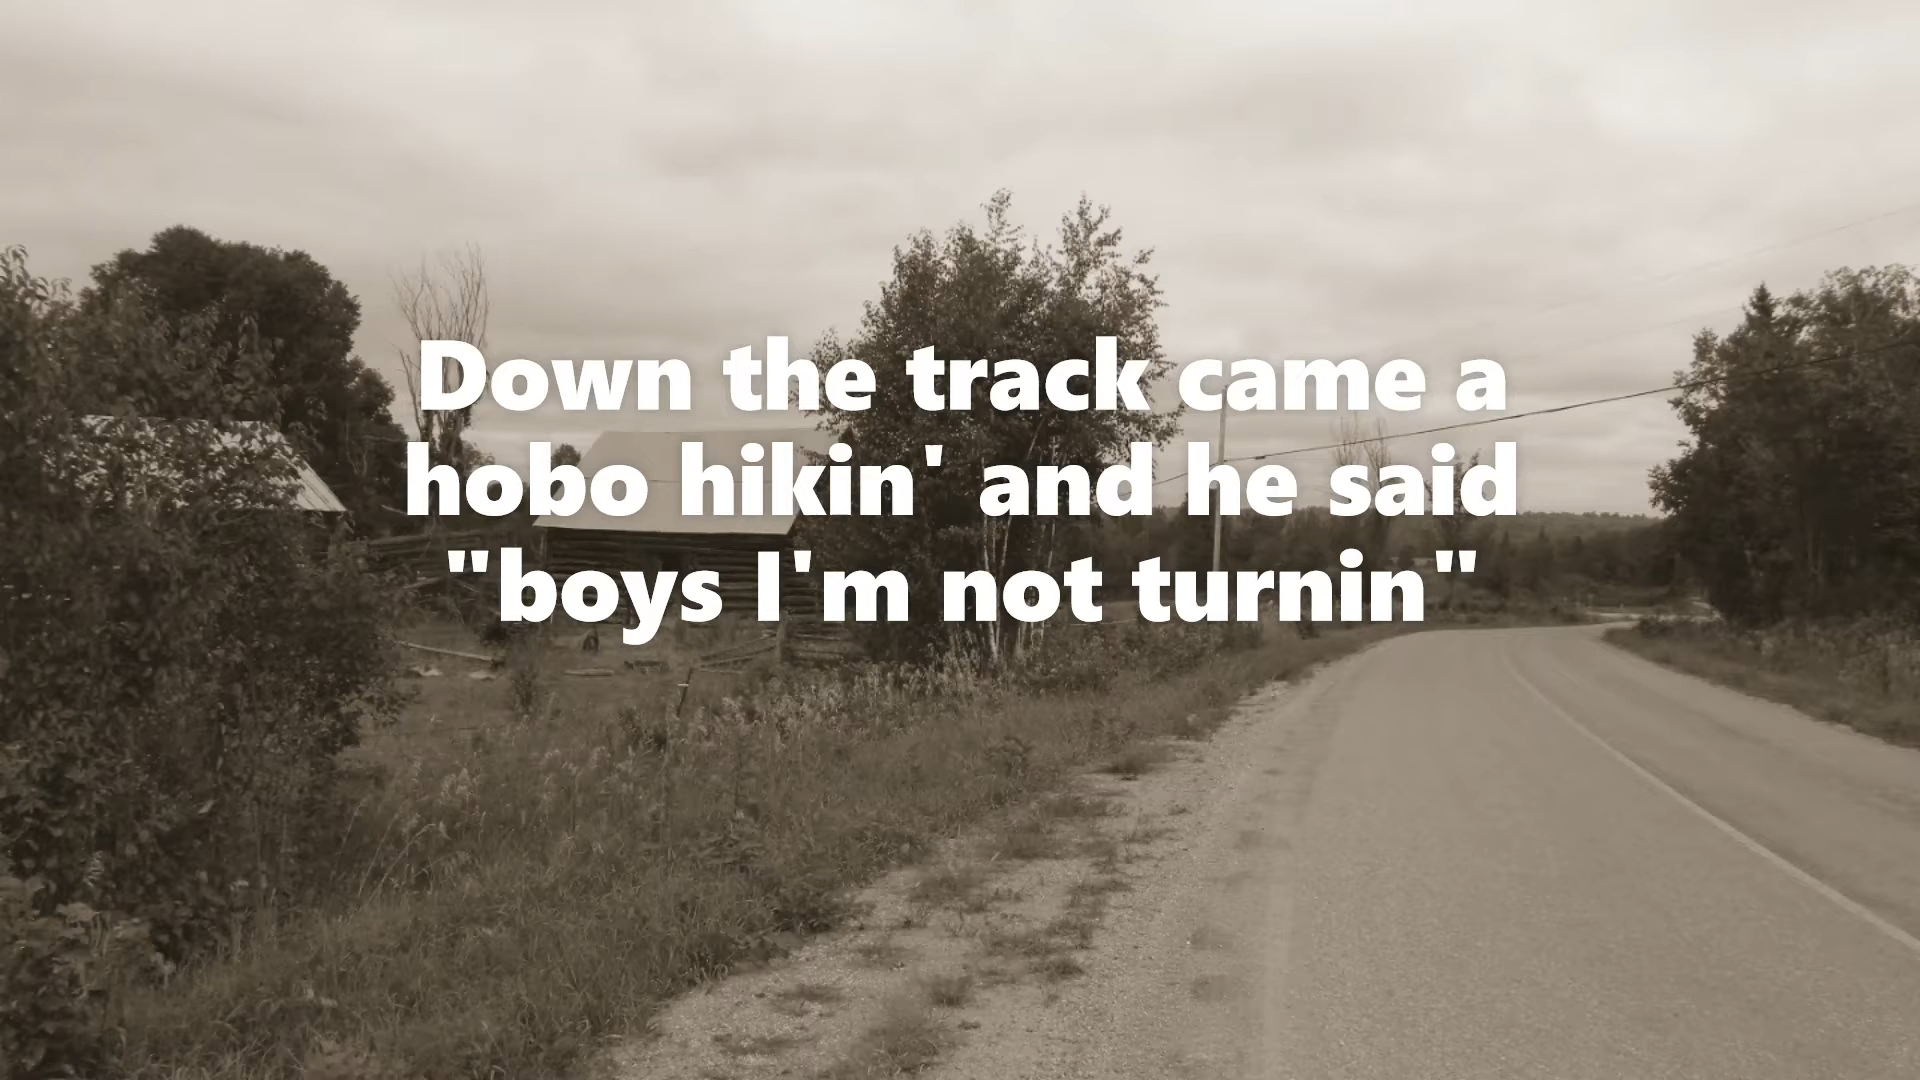 Down the track came a
hobo hikin' and he said
"boys I'm not turnin"